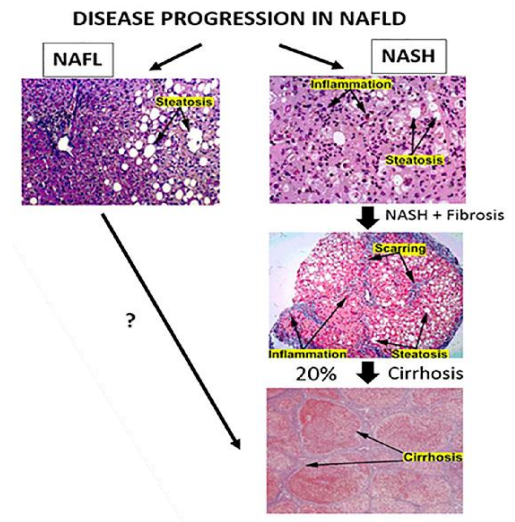 DISEASE PROGRESSION IN NAFLD
NAFL
NASH
Steatosis
Inflammation
Steatosis
NASH + Fibrosis
Scarring
Inflammation
Steatosis
?
20%
Cirrhosis
Cirrhosis